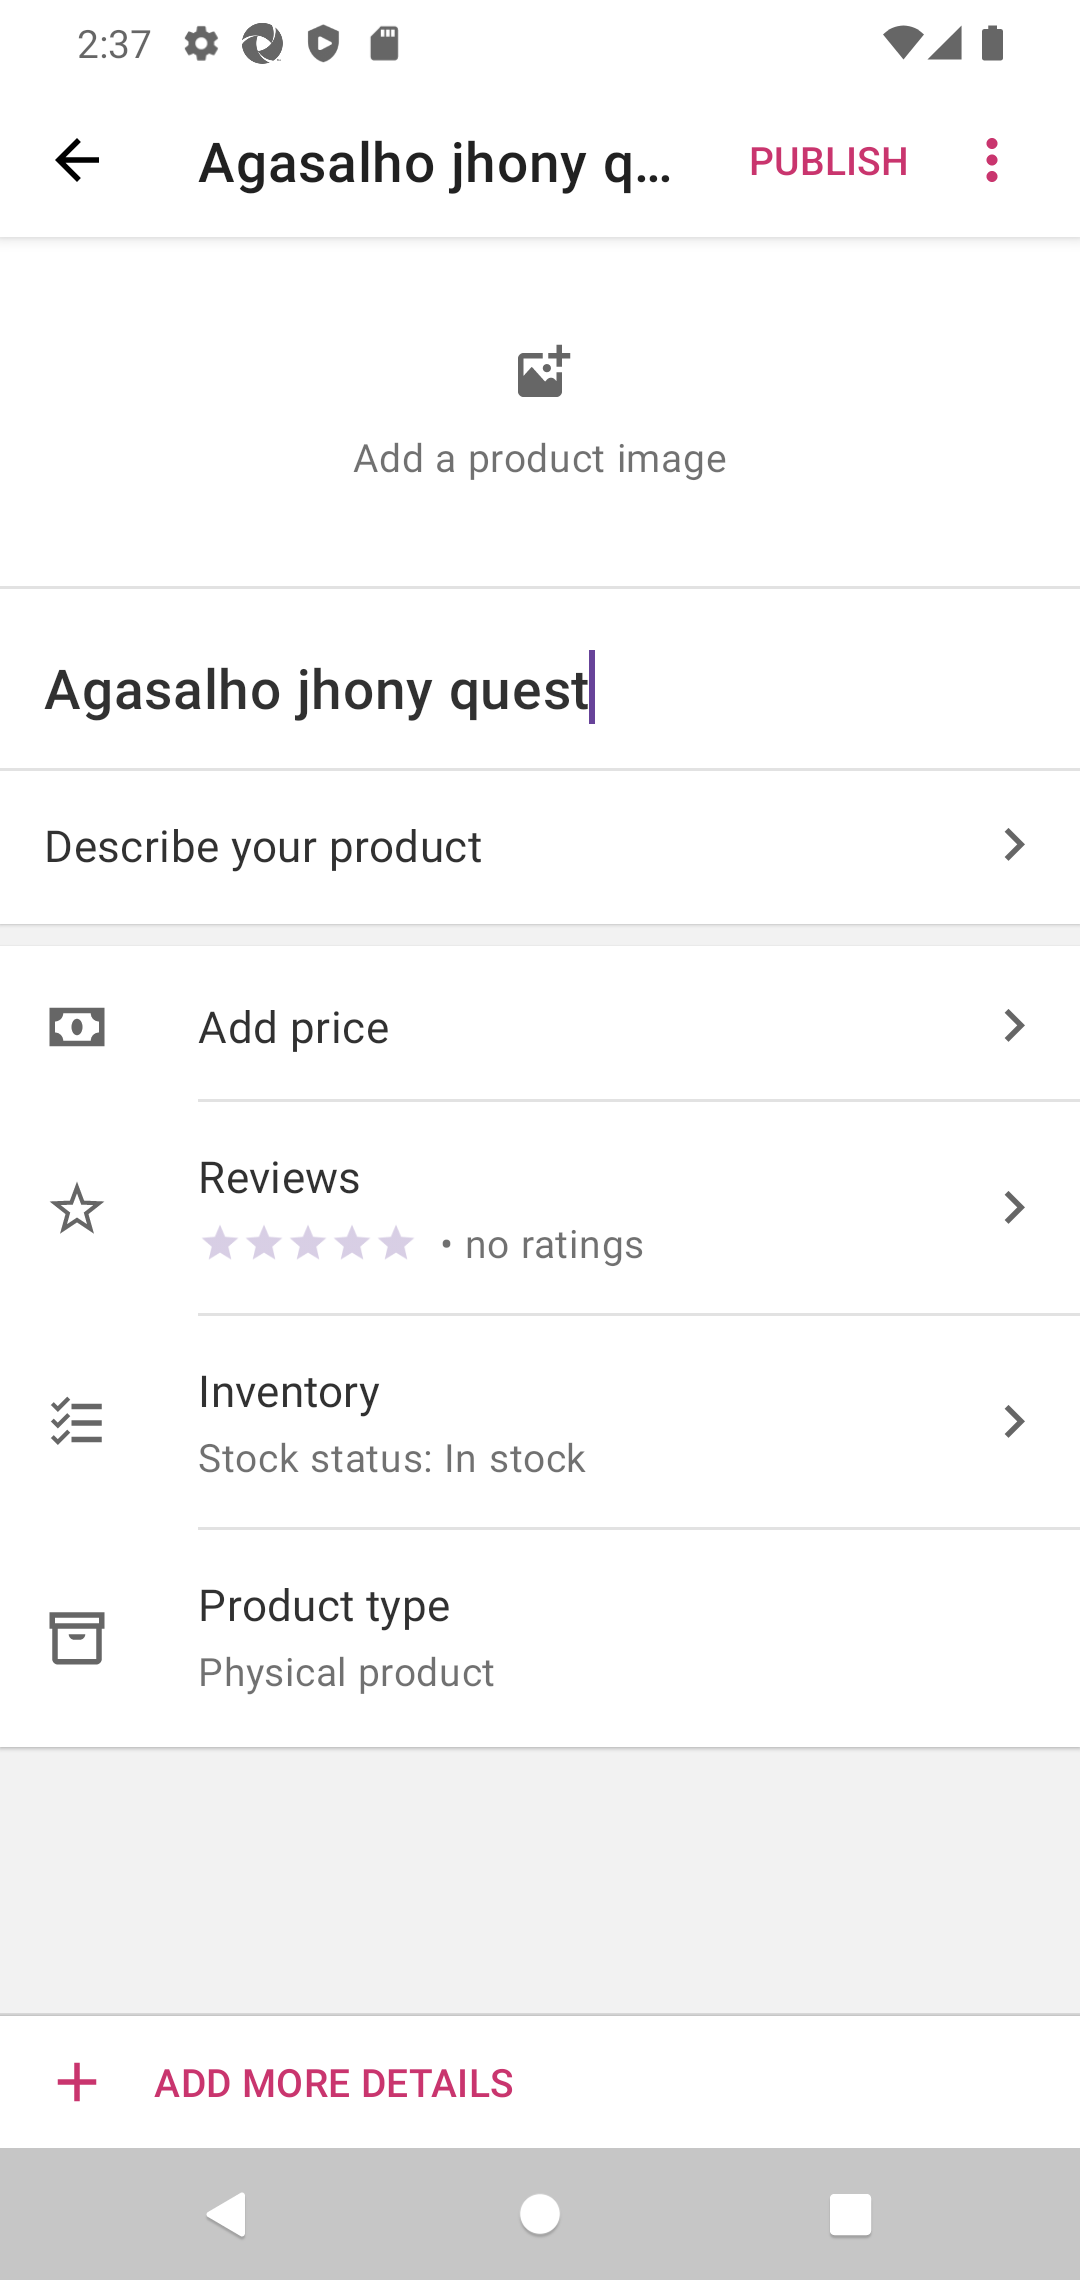 2:37
Agasalho jhony q...
PUBLISH
Add a product image
Agasalho jhony quest
Describe your product
Add price
Reviews
• no ratings
Inventory
Stock status: In stock
Product type
Physical product
ADD MORE DETAILS